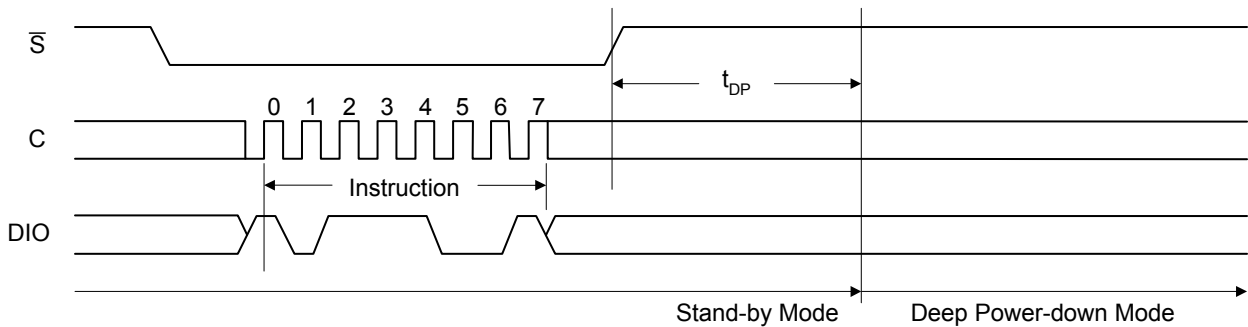 S̅
t_DP
0 1 2 3 4 5 6 7
C
Instruction
DIO
Stand-by Mode Deep Power-down Mode